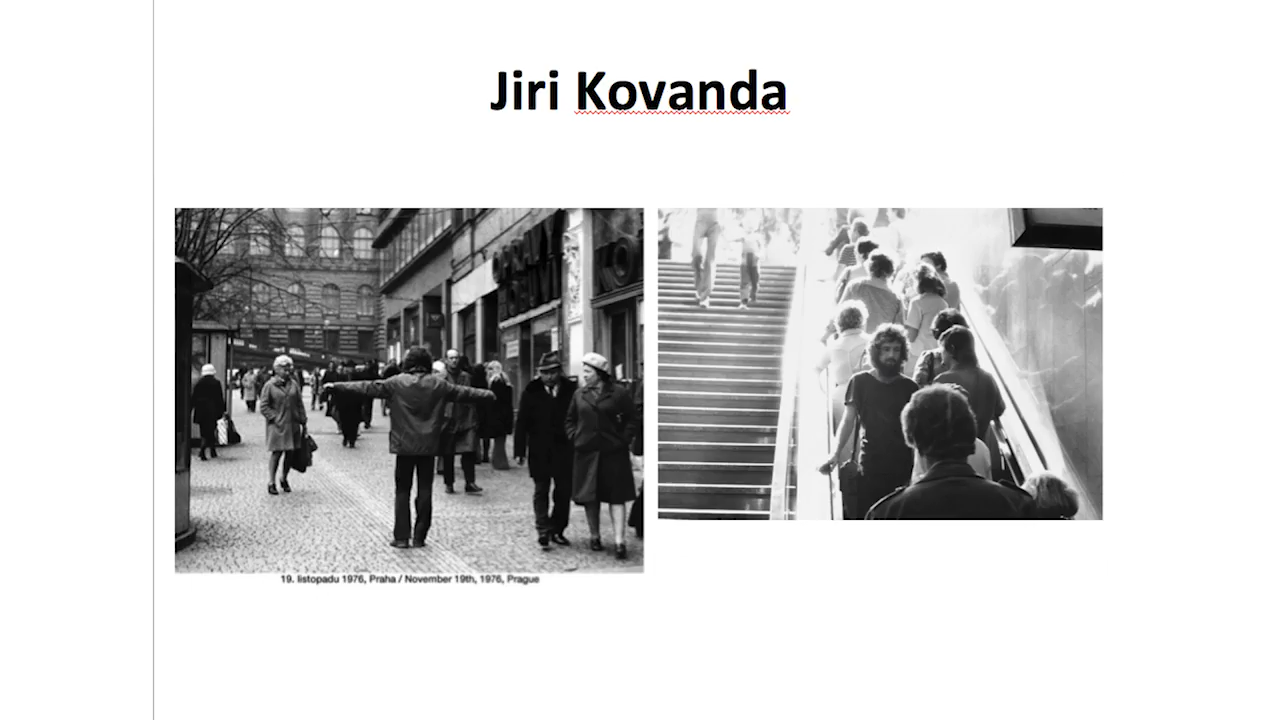 Jiri Kovanda
19. listopadu 1976, Praha / November 19th, 1976, Prague